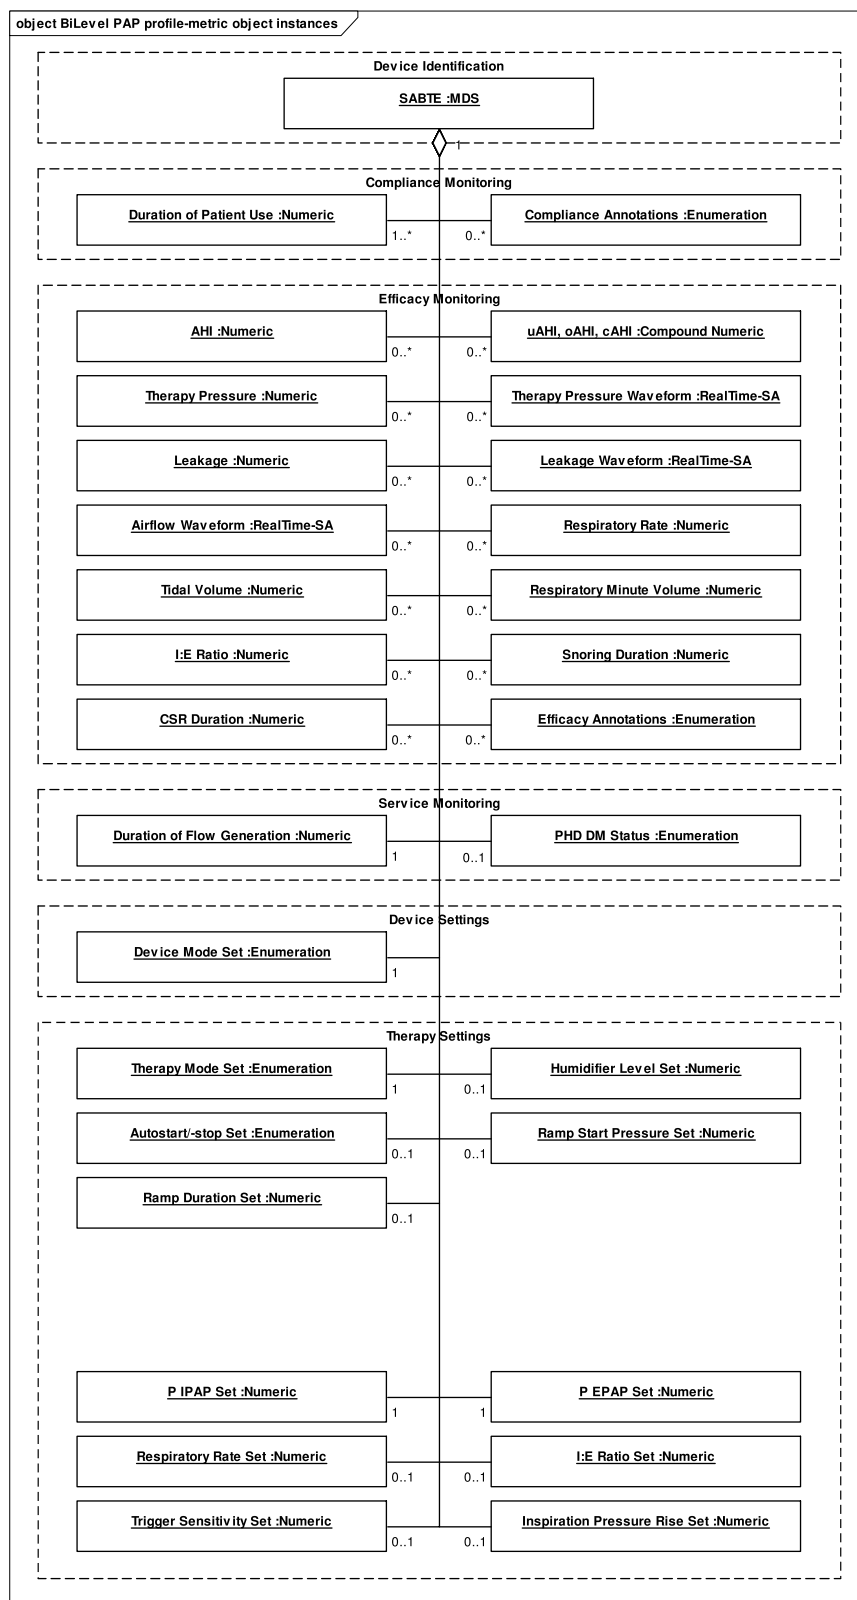 object BiLevel PAP profile-metric object instances
Device Identification
SABTE :MDS
1
Compliance Monitoring
Duration of Patient Use :Numeric
Compliance Annotations :Enumeration
1..*
0..*
Efficacy Monitoring
AHI :Numeric
uAHI, oAHI, cAHI :Compound Numeric
0..*
0..*
Therapy Pressure :Numeric
Therapy Pressure Waveform :RealTime-SA
0..*
0..*
Leakage :Numeric
Leakage Waveform :RealTime-SA
0..*
0..*
Airflow Waveform :RealTime-SA
Respiratory Rate :Numeric
0..*
0..*
Tidal Volume :Numeric
Respiratory Minute Volume :Numeric
0..*
0..*
I:E Ratio :Numeric
Snoring Duration :Numeric
0..*
0..*
CSR Duration :Numeric
Efficacy Annotations :Enumeration
0..*
0..*
Service Monitoring
Duration of Flow Generation :Numeric
PHD DM Status :Enumeration
1
0..1
Device Settings
Device Mode Set :Enumeration
1
Therapy Settings
Therapy Mode Set :Enumeration
Humidifier Level Set :Numeric
1
0..1
Autostart/-stop Set :Enumeration
Ramp Start Pressure Set :Numeric
0..1
0..1
Ramp Duration Set :Numeric
0..1
P IPAP Set :Numeric
P EPAP Set :Numeric
1
1
Respiratory Rate Set :Numeric
I:E Ratio Set :Numeric
0..1
0..1
Trigger Sensitivity Set :Numeric
Inspiration Pressure Rise Set :Numeric
0..1
0..1